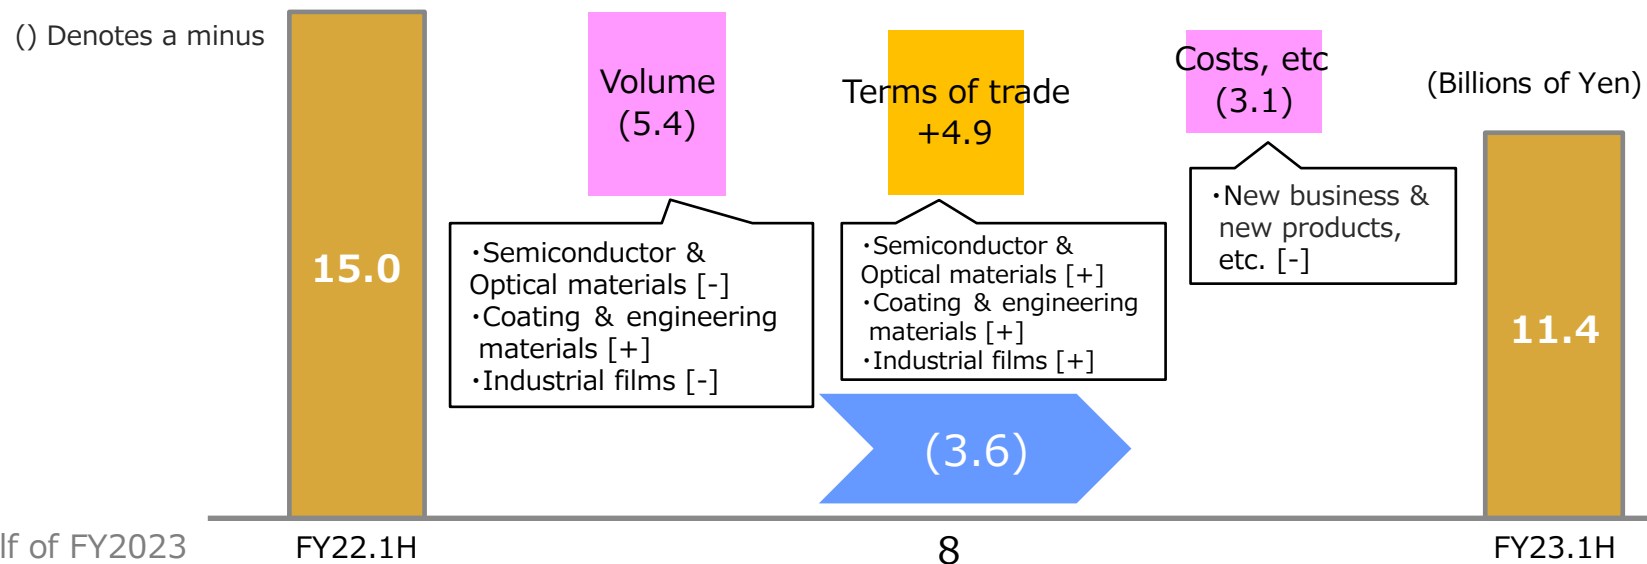 () Denotes a minus
Volume
(5.4)
Terms of trade
+4.9
Costs, etc
(3.1)
(Billions of Yen)
15.0
・Semiconductor &
Optical materials [-]
・Coating & engineering
materials [+]
・Industrial films [-]
・Semiconductor &
Optical materials [+]
・Coating & engineering
materials [+]
・Industrial films [+]
・New business &
new products,
etc. [-]
11.4
(3.6)
lf of FY2023
FY22.1H
8
FY23.1H